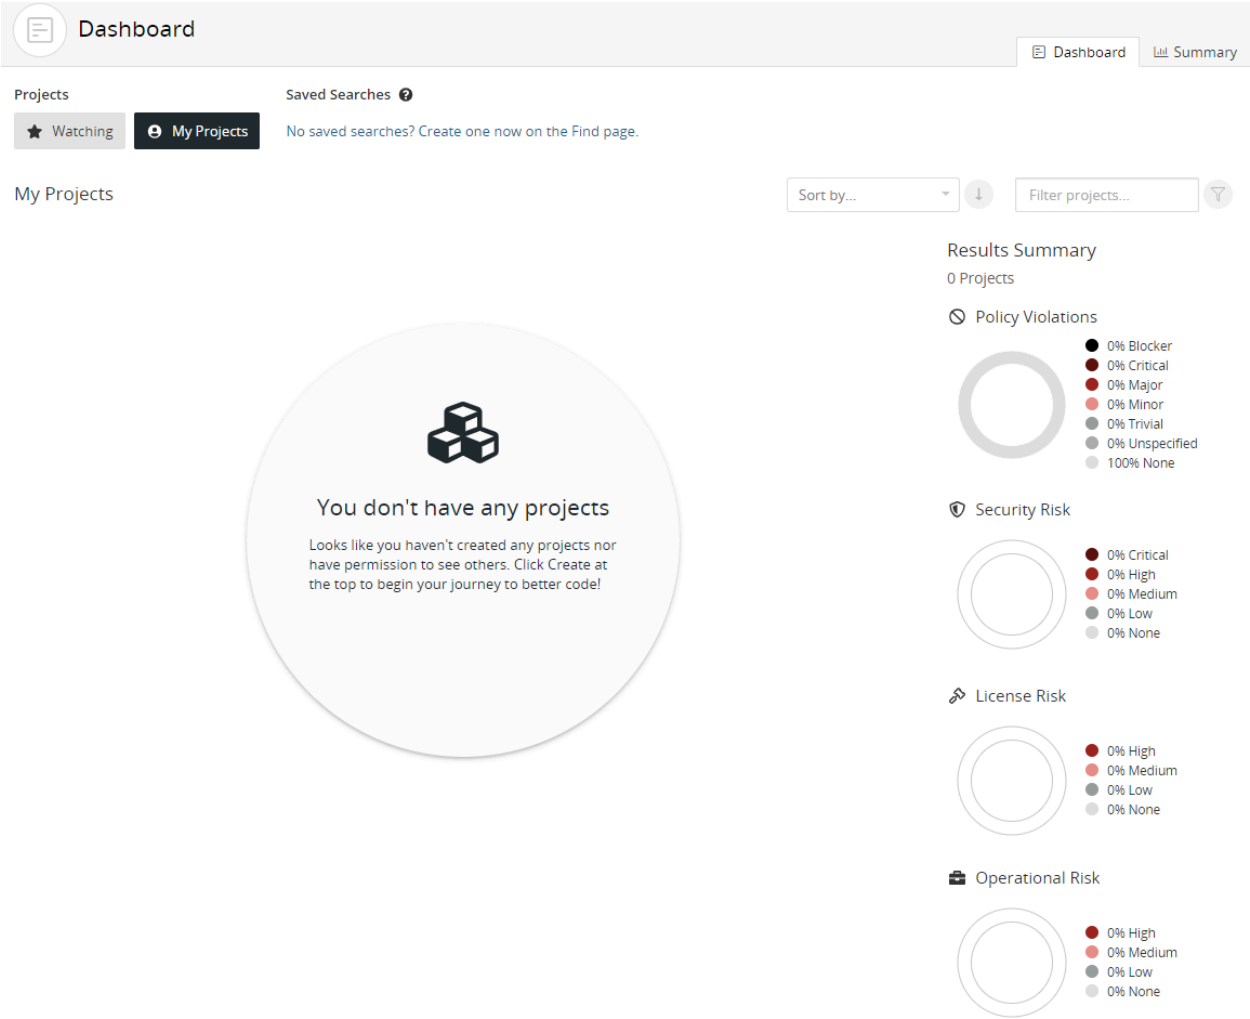 Dashboard
Dashboard
Summary
Projects
Watching
My Projects
Saved Searches
No saved searches? Create one now on the Find page.
My Projects
Sort by...
Filter projects...
You don't have any projects
Looks like you haven't created any projects nor
have permission to see others. Click Create at
the top to begin your journey to better code!
Results Summary
0 Projects
Policy Violations
0% Blocker
0% Critical
0% Major
0% Minor
0% Trivial
0% Unspecified
100% None
Security Risk
0% Critical
0% High
0% Medium
0% Low
0% None
License Risk
0% High
0% Medium
0% Low
0% None
Operational Risk
0% High
0% Medium
0% Low
0% None